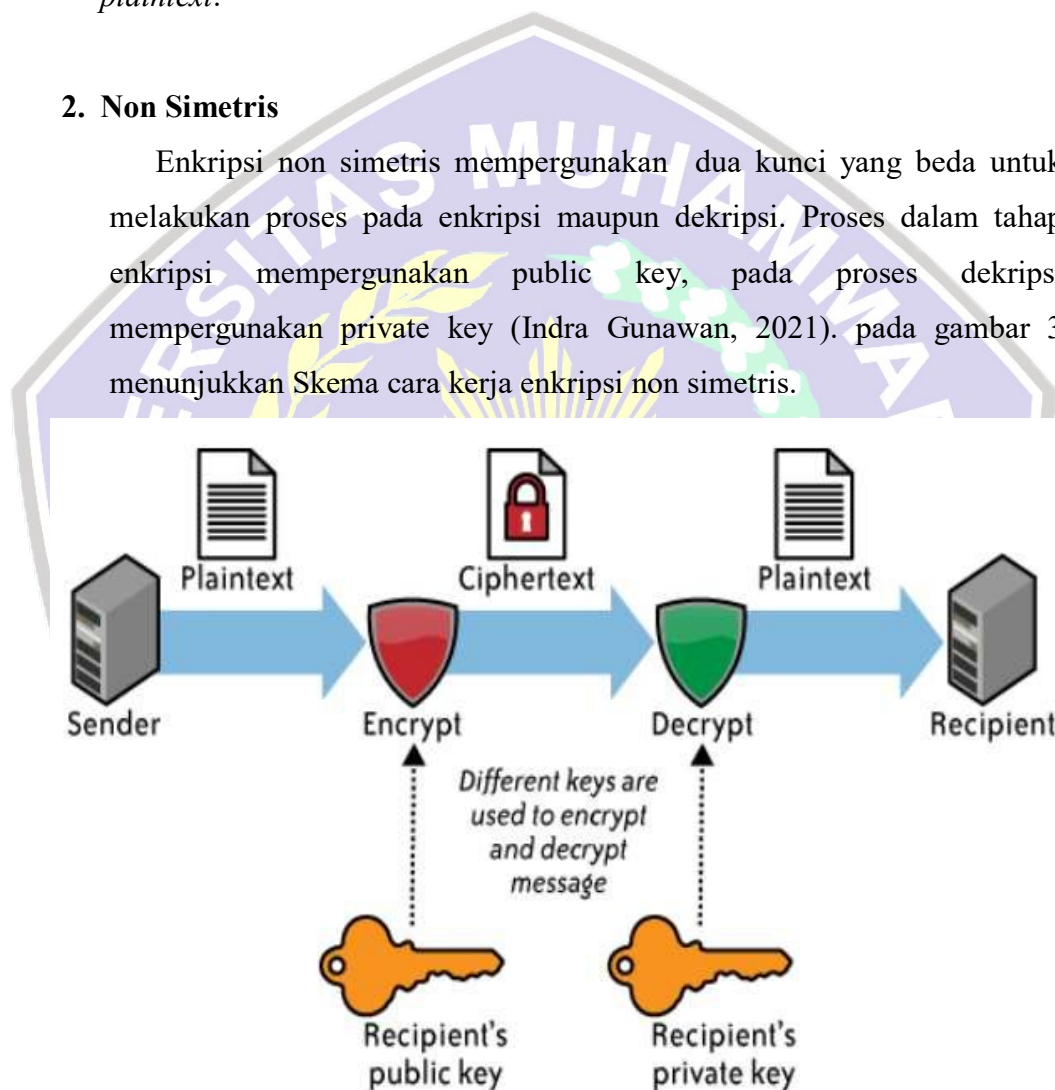 plaintext.
2. Non Simetris
Enkripsi non simetris mempergunakan dua kunci yang beda untuk
melakukan proses pada enkripsi maupun dekripsi. Proses dalam tahap
enkripsi mempergunakan public key, pada proses dekrips
mempergunakan private key (Indra Gunawan, 2021). pada gambar 3
menunjukkan Skema cara kerja enkripsi non simetris.
ERSITAS MUHAMMA
Plaintext
Ciphertext
Plaintext
Sender
Encrypt
Decrypt
Recipient
Different keys are
used to encrypt
and decrypt
message
Recipient's
public key
Recipient's
private key